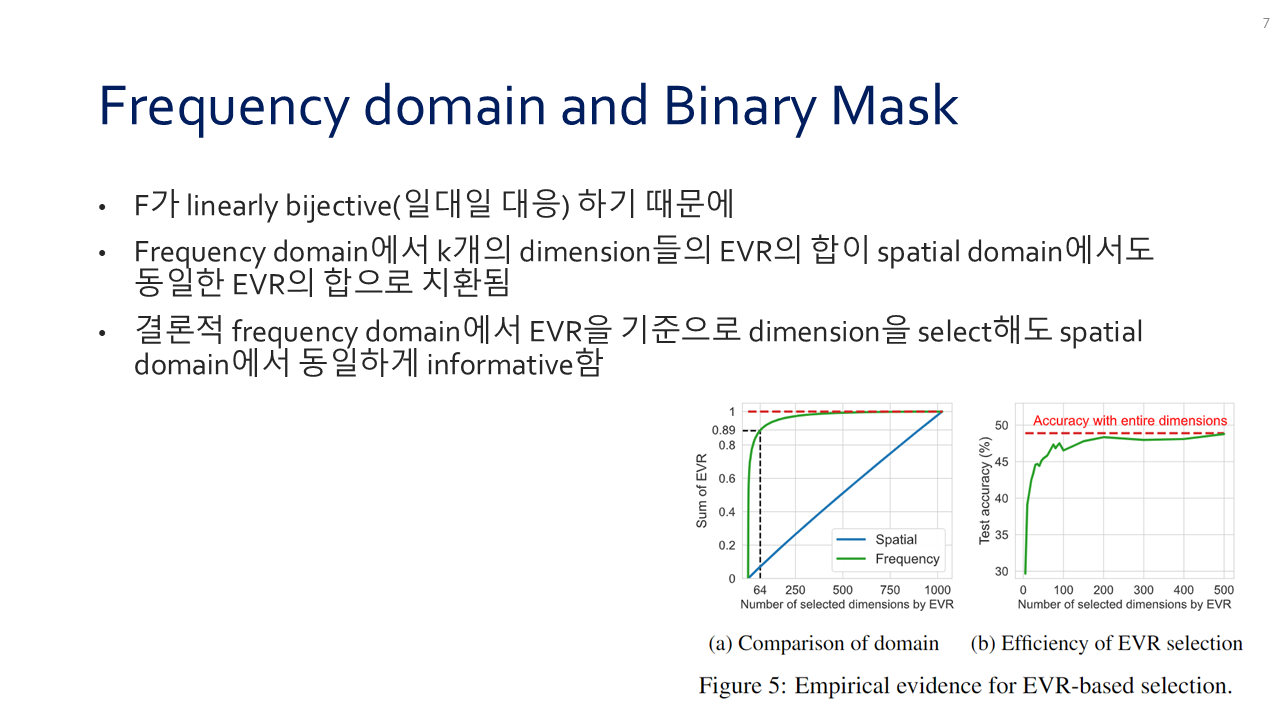 7
Frequency domain and Binary Mask
• F가 linearly bijective(일대일 대응) 하기 때문에
• Frequency domain에서 k개의 dimension들의 EVR의 합이 spatial domain에서도
동일한 EVR의 합으로 치환됨
• 결론적 frequency domain에서 EVR을 기준으로 dimension을 select해도 spatial
domain에서 동일하게 informative함
1
0.89
0.8
0.6
0.4
0.2
0
Sum of EVR
Spatial
Frequency
64 250 500 750 1000
Number of selected dimensions by EVR
(a) Comparison of domain
Accuracy with entire dimensions
50
45
40
35
30
Test accuracy (%)
0 100 200 300 400 500
Number of selected dimensions by EVR
(b) Efficiency of EVR selection
Figure 5: Empirical evidence for EVR-based selection.